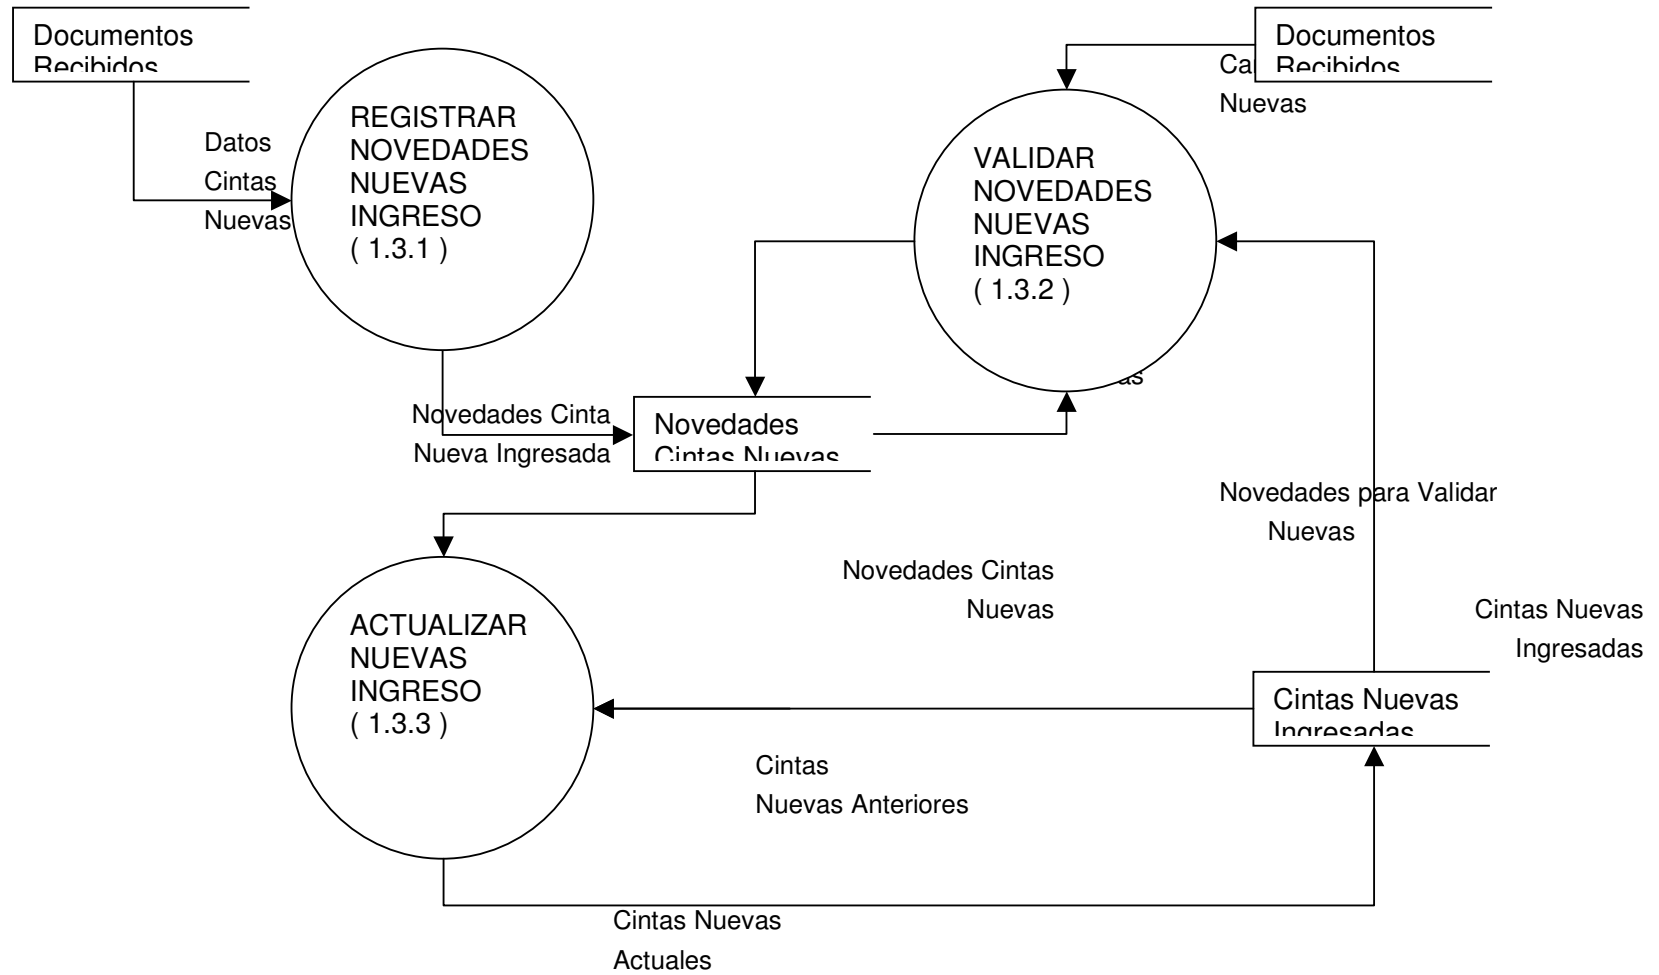 Documentos
Recibidos
Datos
Cintas
Nuevas
REGISTRAR
NOVEDADES
NUEVAS
INGRESO
( 1.3.1 )
Documentos
Recibidos
Nuevas
VALIDAR
NOVEDADES
NUEVAS
INGRESO
( 1.3.2 )
Novedades Cinta
Nueva Ingresada
Novedades
Cintas Nuevas
Novedades para Validar
Nuevas
Novedades Cintas
Nuevas
Cintas Nuevas
Ingresadas
ACTUALIZAR
NUEVAS
INGRESO
( 1.3.3 )
Cintas Nuevas
Ingresadas
Cintas
Nuevas Anteriores
Cintas Nuevas
Actuales